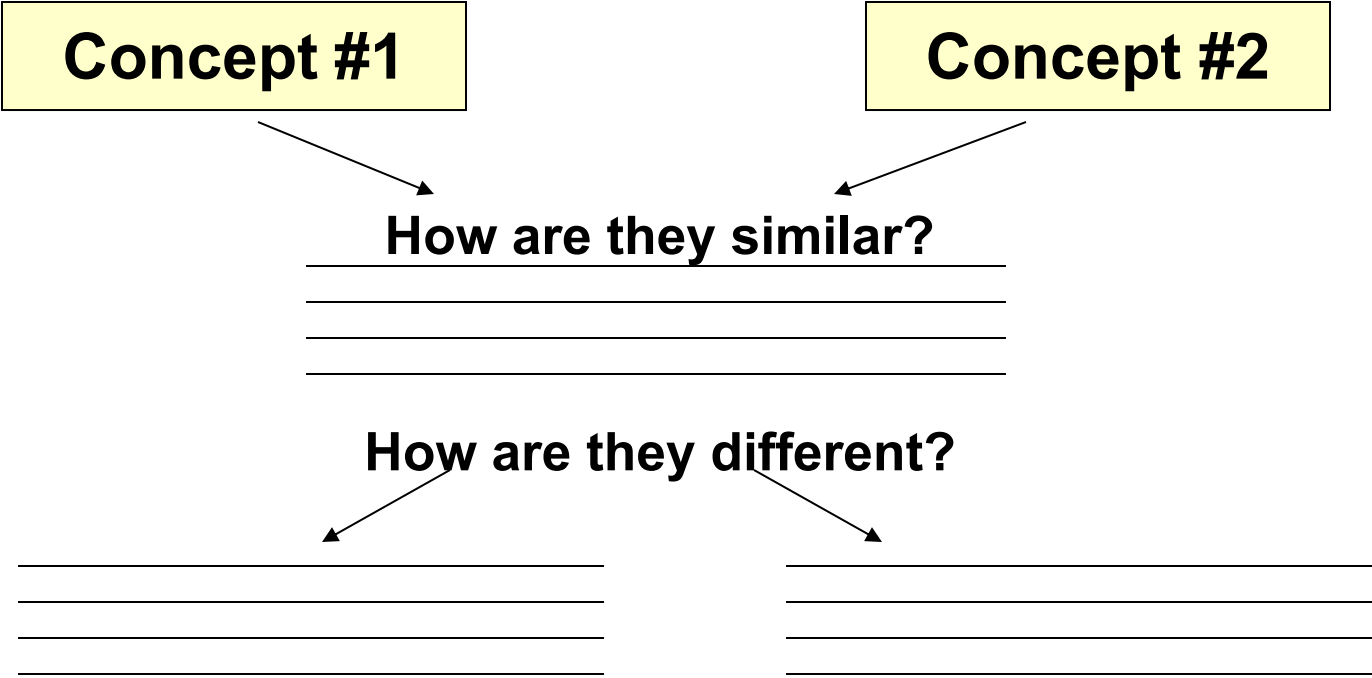 Concept #1
Concept #2
How are they similar?
How are they different?